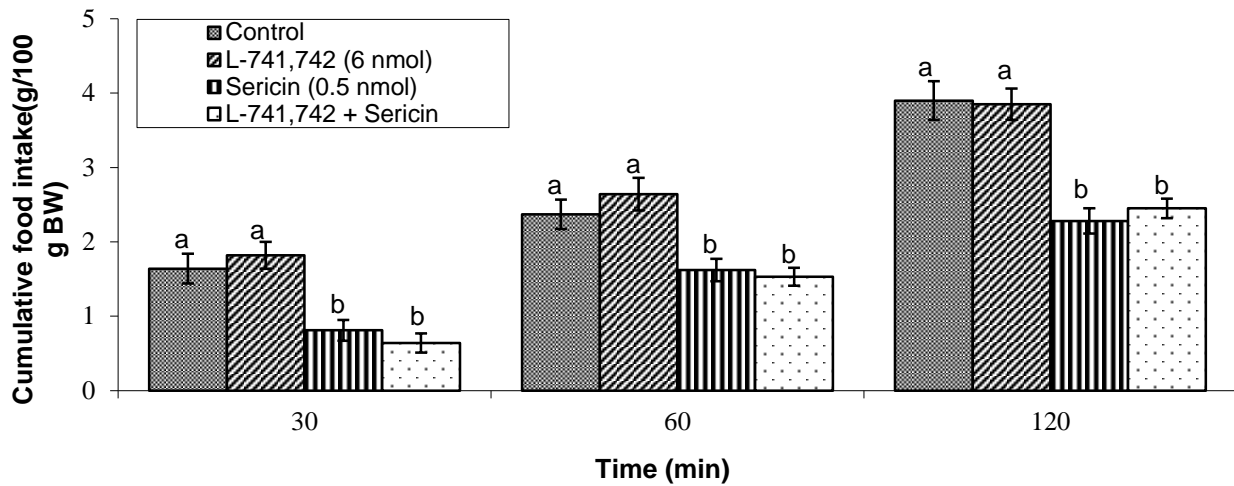 5
4
3
2
1
0
Cumulative food intake(g/100
g BW)
Control
L-741,742 (6 nmol)
Sericin (0.5 nmol)
L-741,742 + Sericin
a
a
b
b
a
a
b
b
a
a
b
b
30
60
120
Time (min)